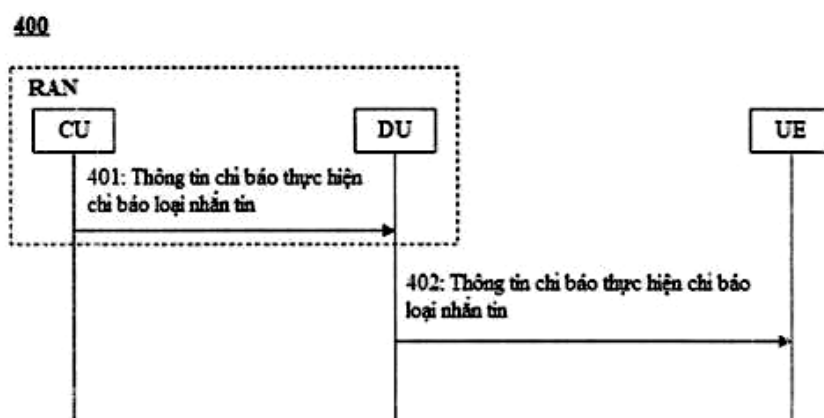 400
RAN
CU
DU
UE
401: Thông tin chỉ báo thực hiện
chỉ báo loại nhắn tin
402: Thông tin chỉ báo thực hiện chỉ báo
loại nhắn tin